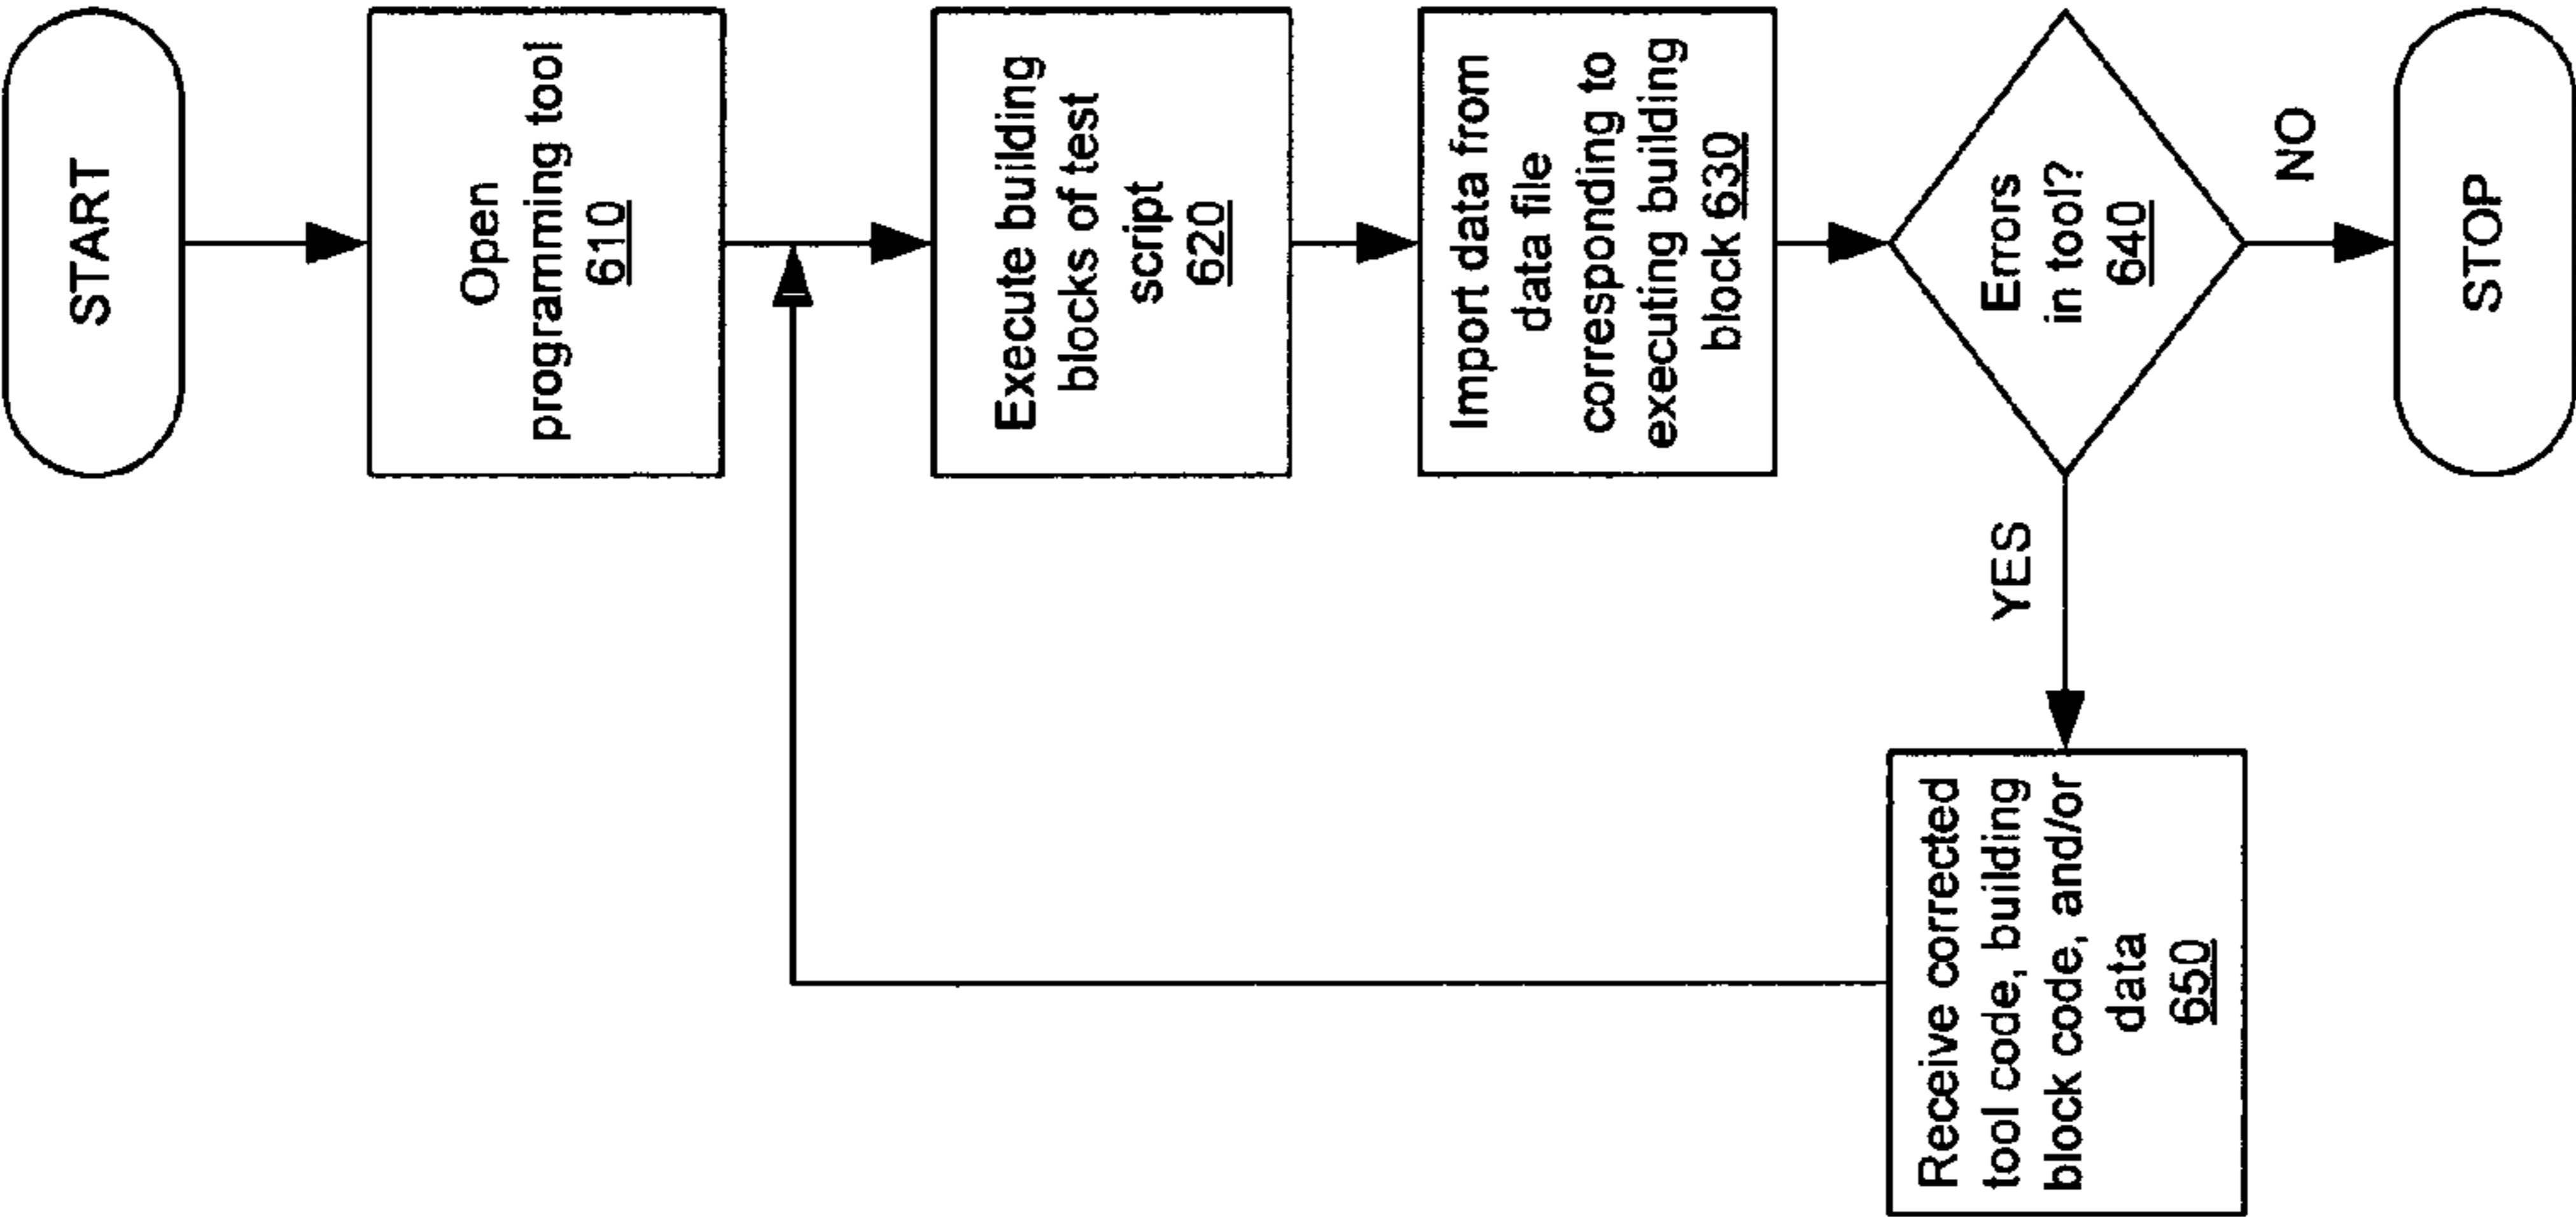 START
Open
programming tool
610
Execute building
blocks of test
script
620
Import data from
data file
corresponding to
executing building
block 630
Errors
in tool?
640
YES
NO
Receive corrected
tool code, building
block code, and/or
data
650
STOP